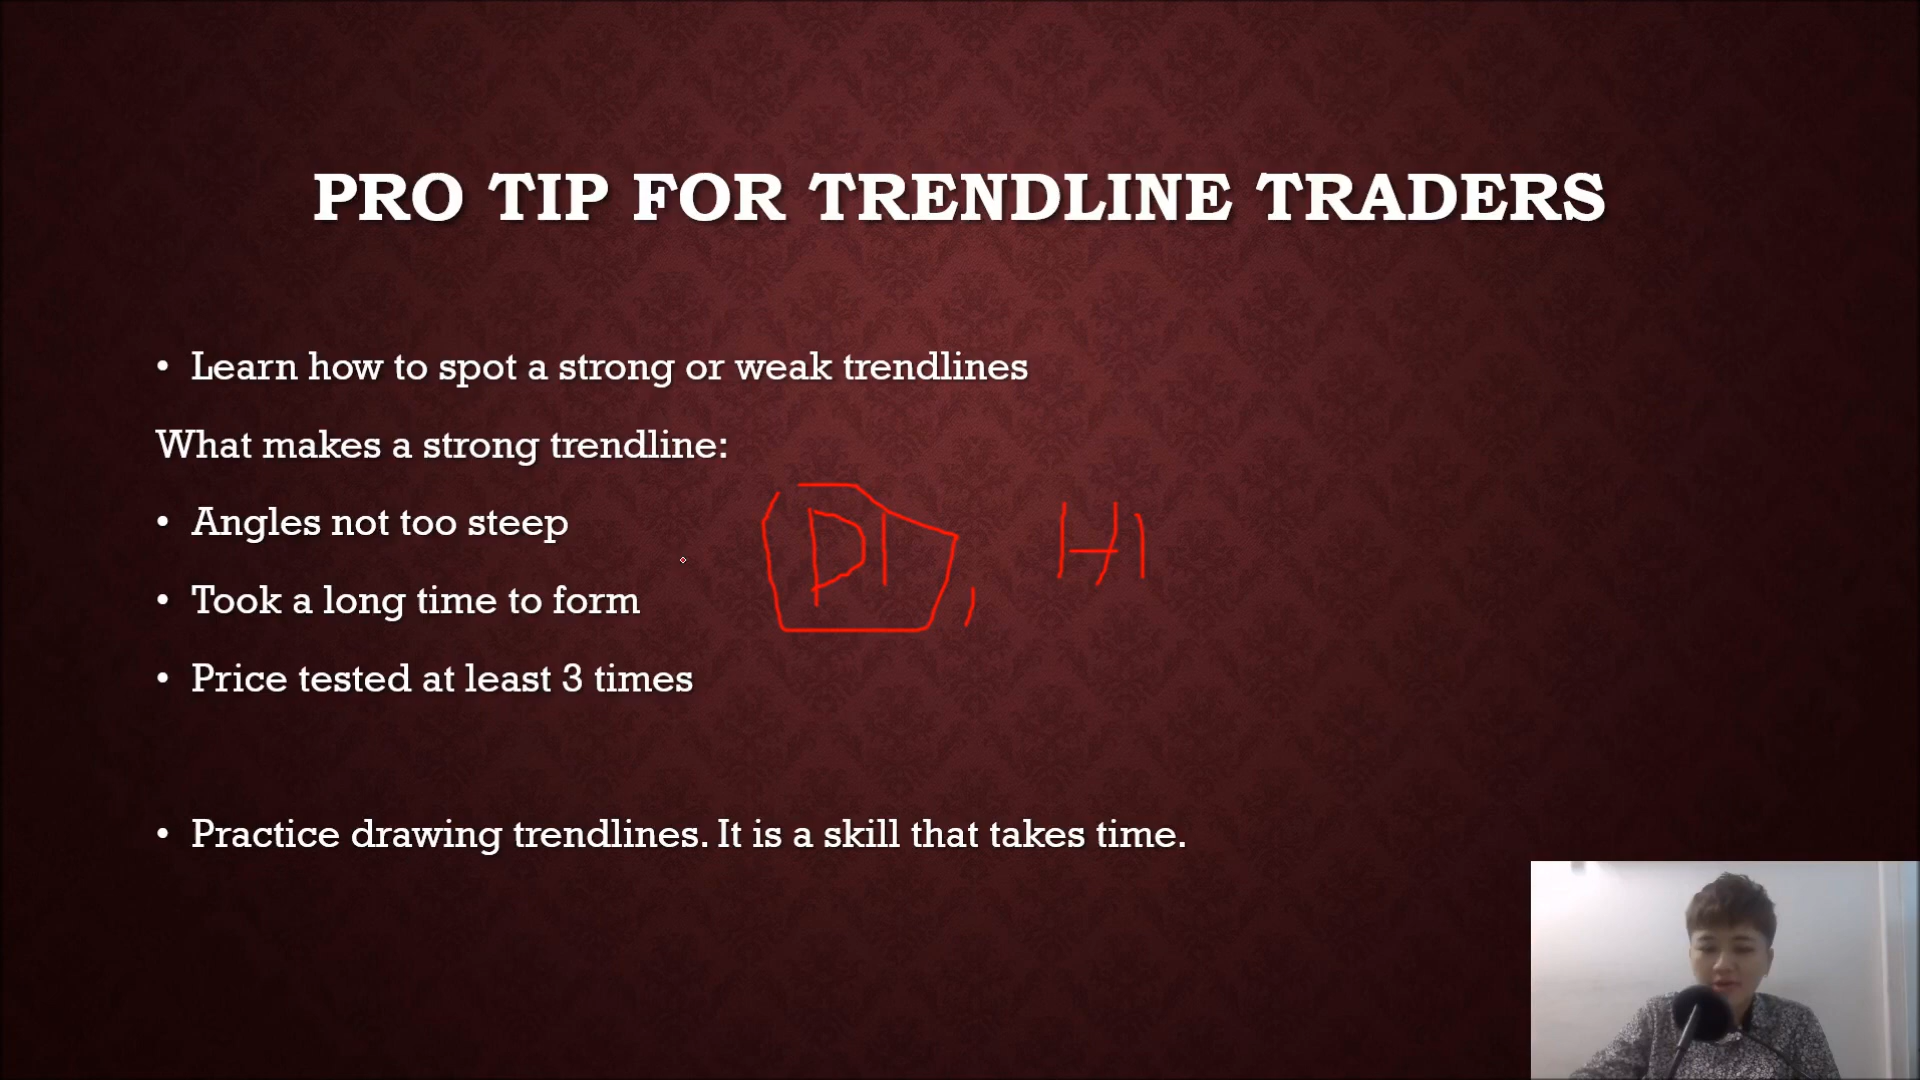 PRO TIP FOR TRENDLINE TRADERS
• Learn how to spot a strong or weak trendlines
What makes a strong trendline:
• Angles not too steep
D1, H1
• Took a long time to form
• Price tested at least 3 times
• Practice drawing trendlines. It is a skill that takes time.